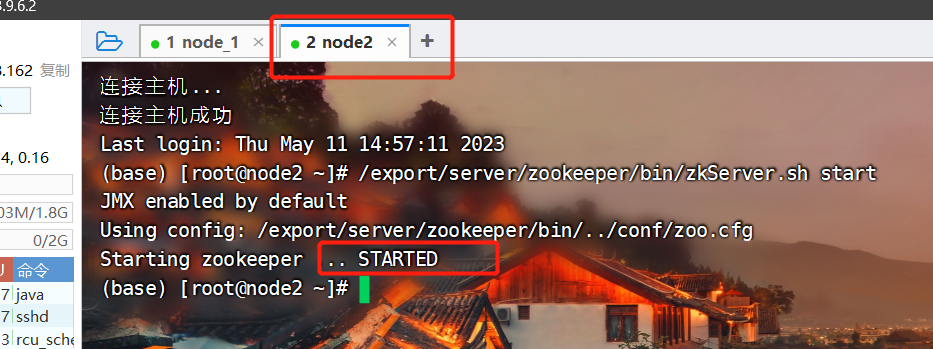 3.9.6.2
1 node_1
2 node2
3.162 复制
连接主机...
连接主机成功
Last login: Thu May 11 14:57:11 2023
4, 0.16
(base) [root@node2 ~]# /export/server/zookeeper/bin/zkServer.sh start
JMX enabled by default
03M/1.8G
Using config: /export/server/zookeeper/bin/../conf/zoo.cfg
0/2G
Starting zookeeper .. STARTED
命令
(base) [root@node2 ~]#
7 java
7 sshd
3 rcu_sche